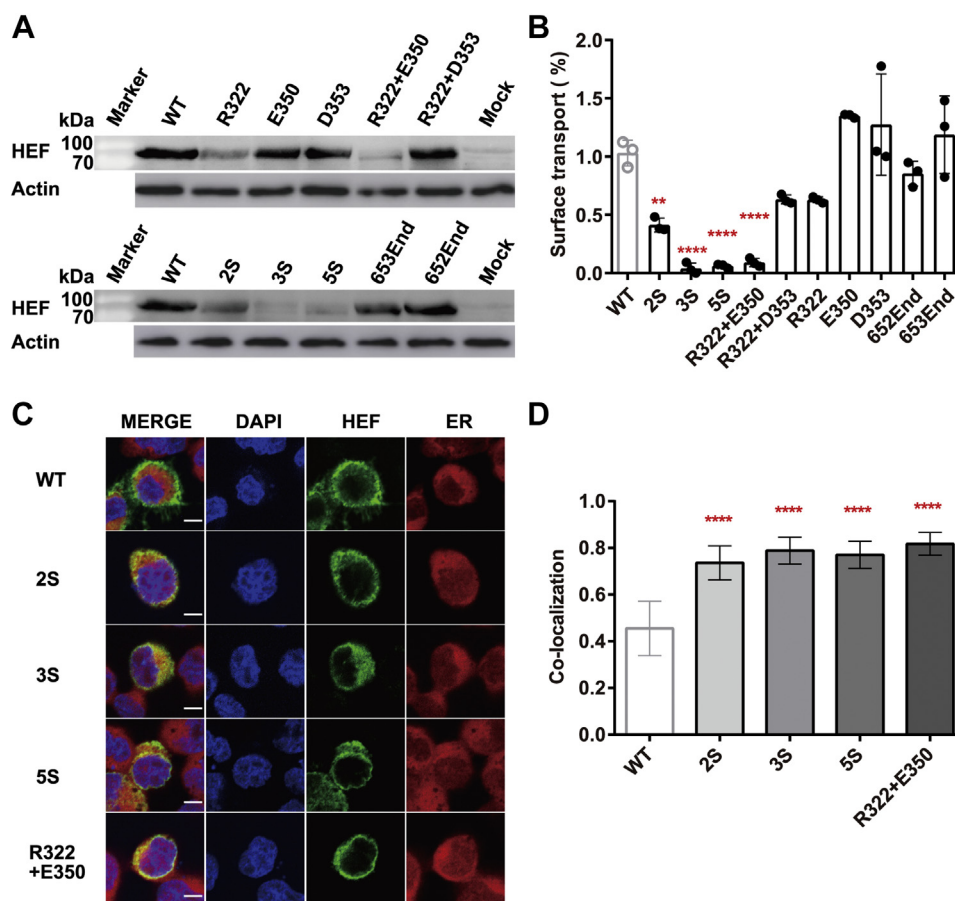 A
kDa
Marker
WT
R322
E350
D353
R322+E350
R322+D353
Mock
HEF
100
70
Actin
kDa
Marker
WT
2S
3S
5S
653End
652End
Mock
HEF
100
70
Actin
B
Surface transport ( %)
2.0
1.5
1.0
0.5
0.0
**
****
****
****
WT
2S
3S
5S
R322+E350
R322+D353
R322
E350
D353
652End
653End
C
MERGE DAPI HEF ER
WT
2S
3S
5S
R322
+E350
D
Co-localization
1.0
0.8
0.6
0.4
0.2
0.0
**** **** **** ****
WT
2S
3S
5S
R322+E350